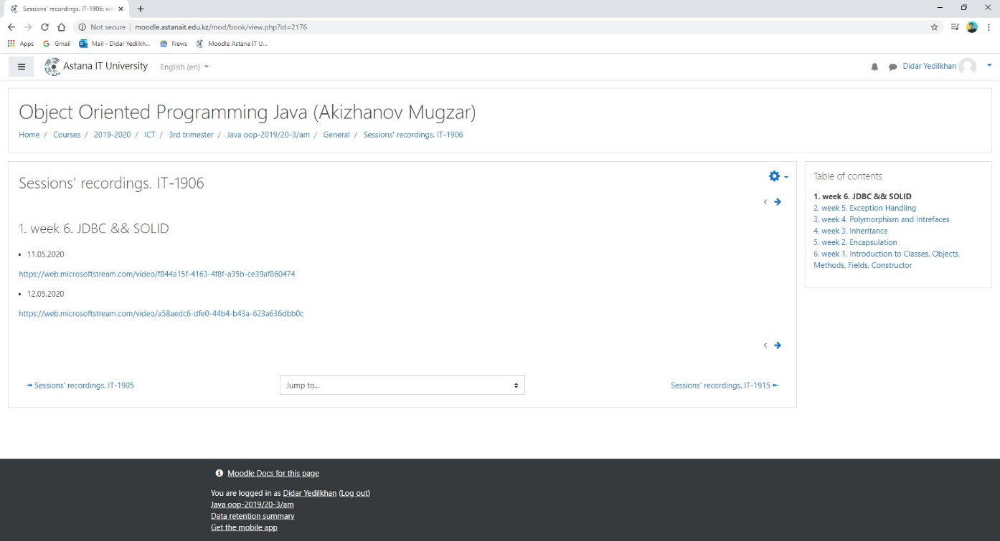 Sessions' recordings. IT-1906: we
Not secure
moodle.astanait.edu.kz/mod/book/view.php?id=2176
Apps
Gmail
Mail - Didar Yedilkh...
News
Moodle Astana IT U...
Astana IT University
English (en)
Didar Yedilkhan
Object Oriented Programming Java (Akizhanov Mugzar)
Home / Courses / 2019-2020 / ICT / 3rd trimester / Java oop-2019/20-3/am / General / Sessions' recordings. IT-1906
Sessions' recordings. IT-1906
1. week 6. JDBC && SOLID
• 11.05.2020
https://web.microsoftstream.com/video/f844a15f-4163-4f8f-a35b-ce39af860474
• 12.05.2020
https://web.microsoftstream.com/video/a58aedc6-dfe0-44b4-b43a-623a636dbb0c
◄ Sessions' recordings. IT-1905
Jump to...
Sessions' recordings. IT-1915 ►
Table of contents
1. week 6. JDBC && SOLID
2. week 5. Exception Handling
3. week 4. Polymorphism and Intrefaces
4. week 3. Inheritance
5. week 2. Encapsulation
6. week 1. Introduction to Classes, Objects,
Methods, Fields, Constructor
Moodle Docs for this page
You are logged in as Didar Yedilkhan (Log out)
Java oop-2019/20-3/am
Data retention summary
Get the mobile app